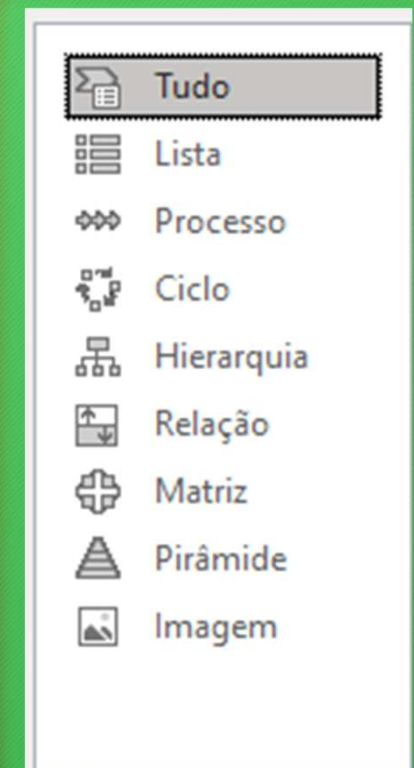 Tudo
Lista
Processo
Ciclo
Hierarquia
Relação
Matriz
Pirâmide
Imagem